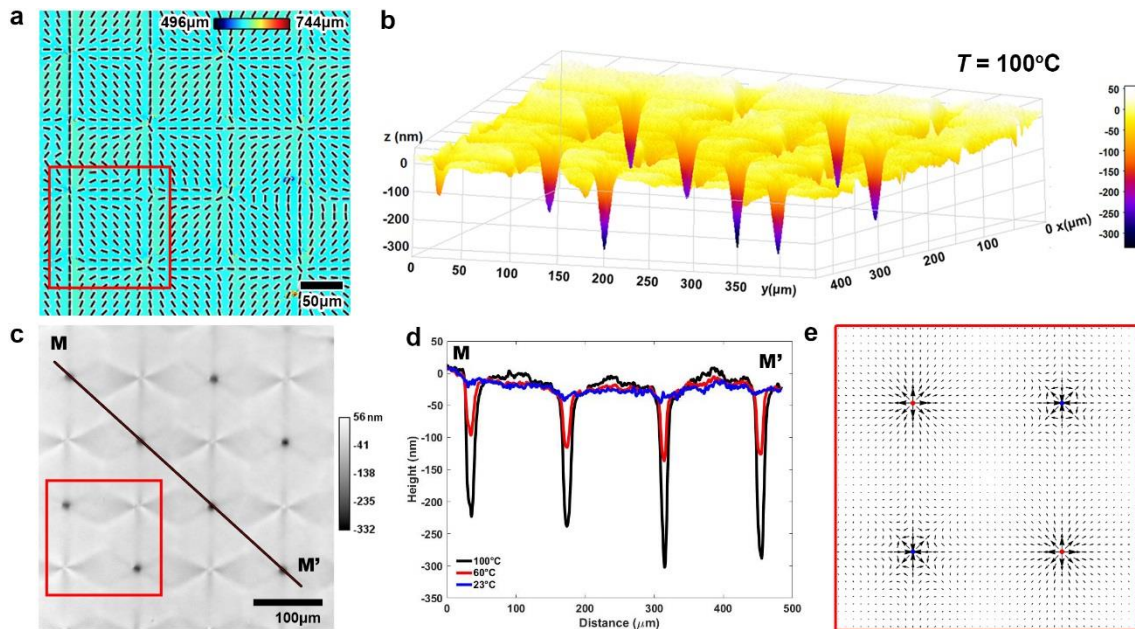 a
496μm 744μm
50μm
b
T = 100°C
z (nm)
0
-100
-200
-300
0 50 100 150 200 250 300 350
y(μm)
400 300 200 100 0
x(μm)
50
0
-50
-100
-150
-200
-250
-300
c
M
M'
100μm
56 nm
-41
-138
-235
-332
d
M M'
Height (nm)
50
0
-50
-100
-150
-200
-250
-300
-350
0 100 200 300 400 500
Distance (μm)
100°C
60°C
23°C
e